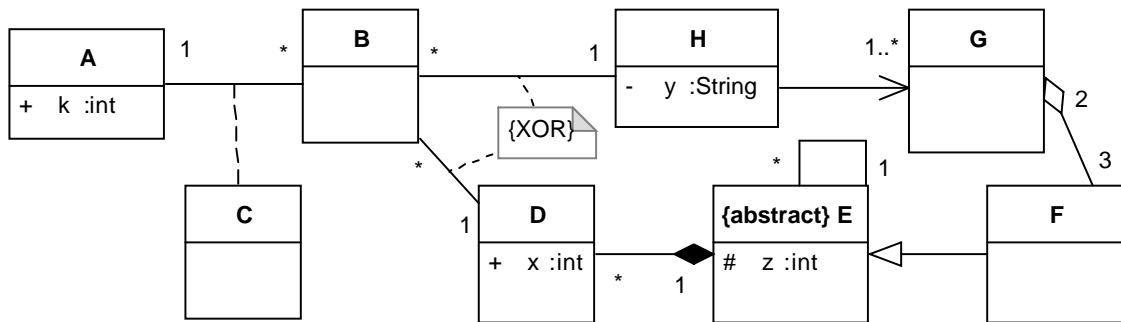 A
+ k :int
1
*
B
*
1
H
- y :String
1..*
G
2
3
{XOR}
*
1
C
D
+ x :int
*
1
*
1
{abstract} E
# z :int
F